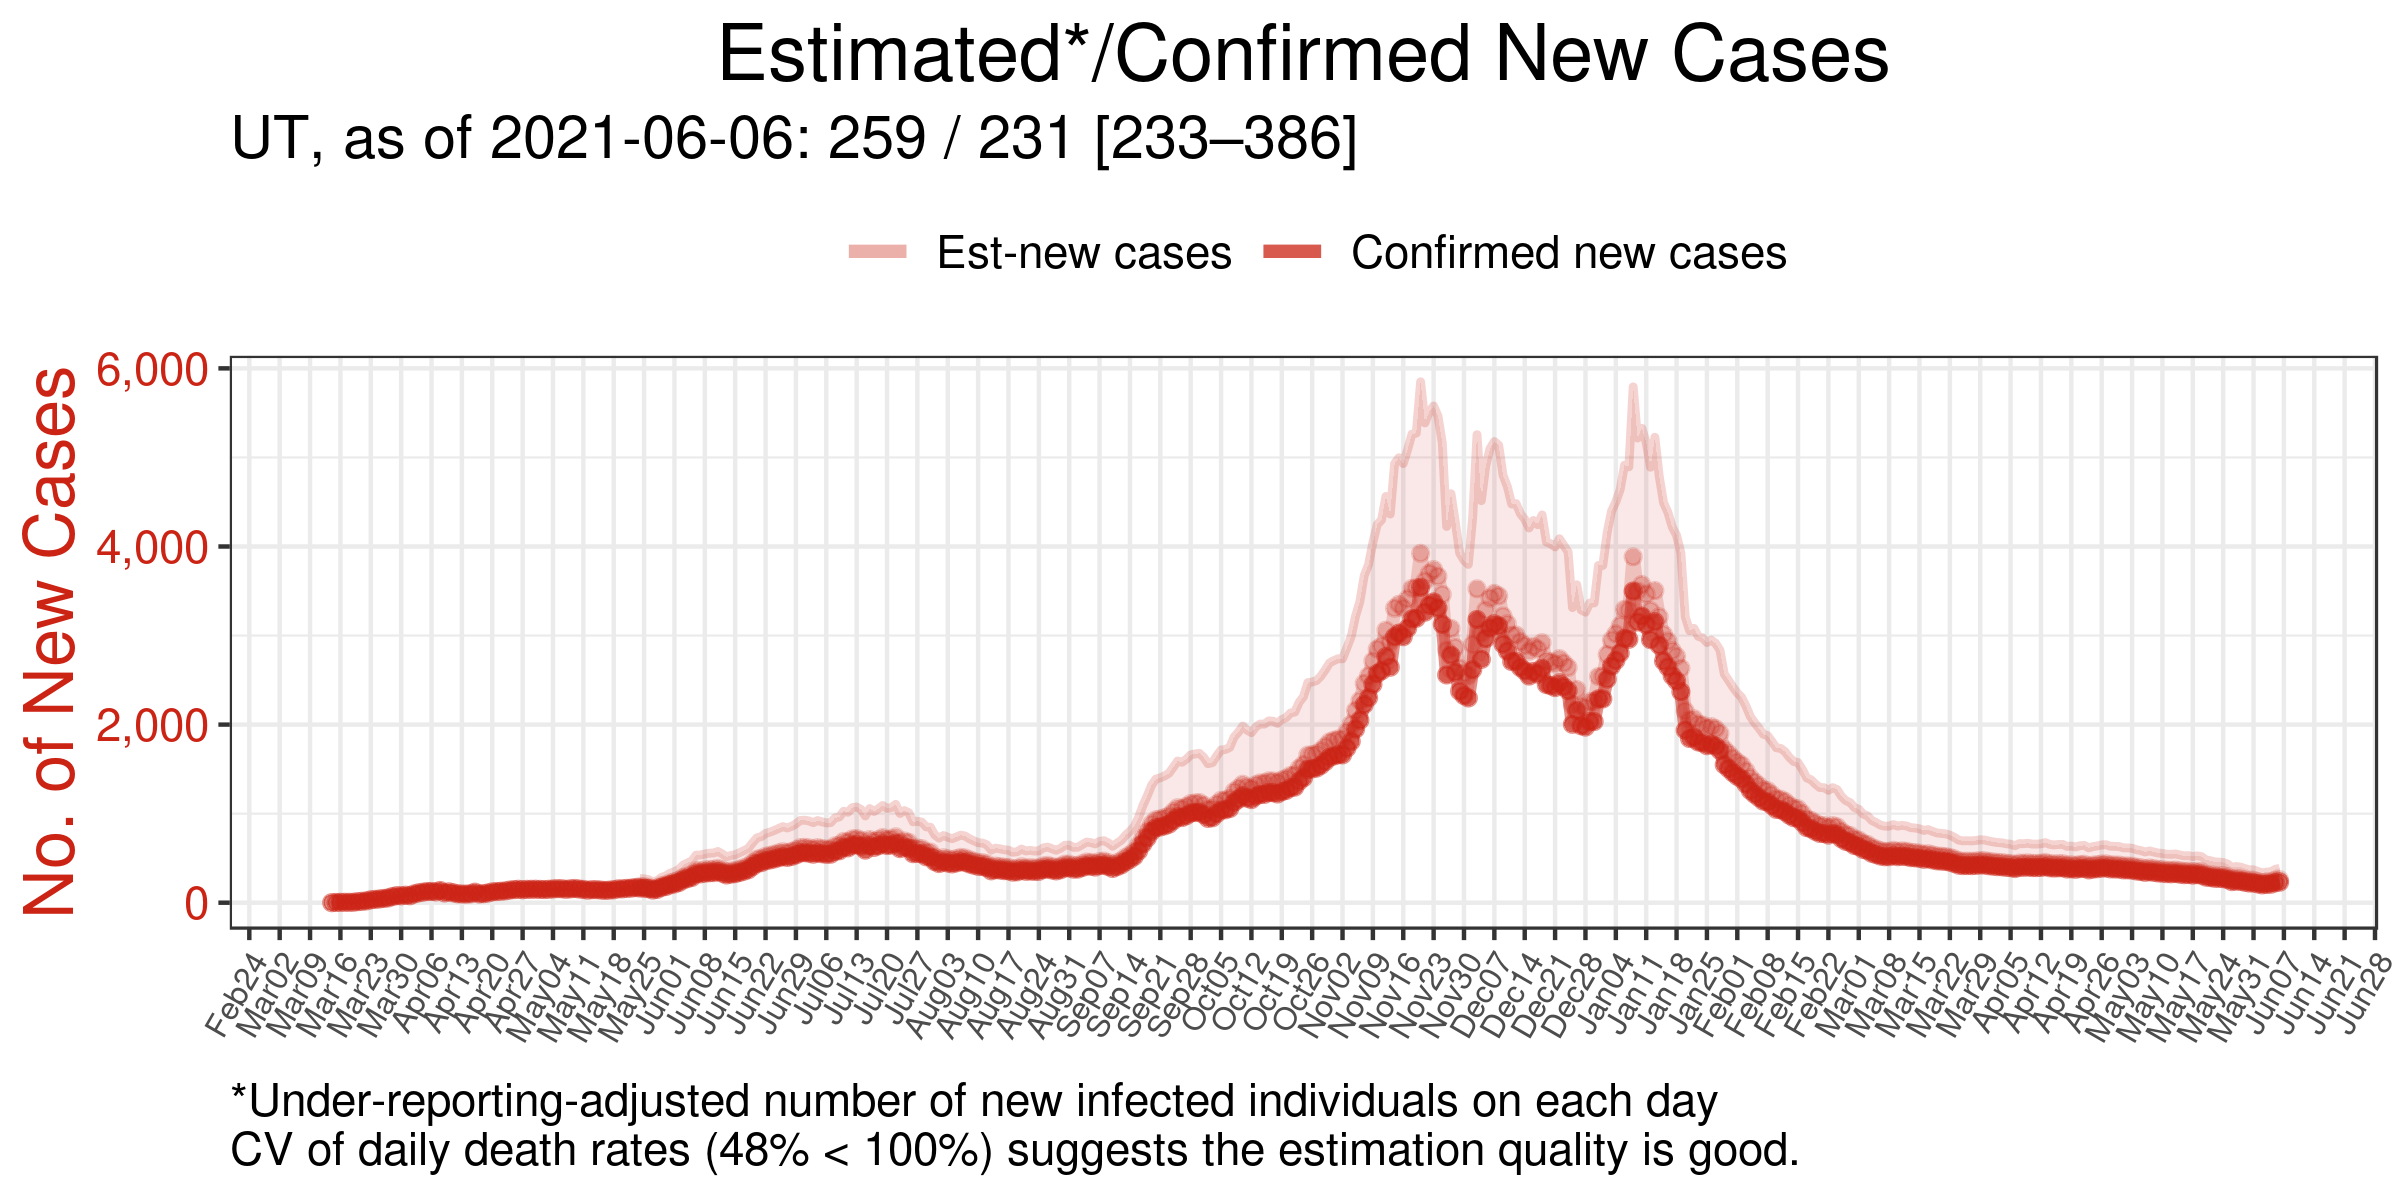 Estimated*/Confirmed New Cases
UT, as of 2021-06-06: 259 / 231 [233–386]
Est-new cases Confirmed new cases
No. of New Cases
6,000
4,000
2,000
0
Feb24 Mar02 Mar09 Mar16 Mar23 Mar30 Apr06 Apr13 Apr20 Apr27 May04 May11 May18 May25 Jun01 Jun08 Jun15 Jun22 Jun29 Jul06 Jul13 Jul20 Jul27 Aug03 Aug10 Aug17 Aug24 Aug31 Sep07 Sep14 Sep21 Sep28 Oct05 Oct12 Oct19 Oct26 Nov02 Nov09 Nov16 Nov23 Nov30 Dec07 Dec14 Dec21 Dec28 Jan04 Jan11 Jan18 Jan25 Feb01 Feb08 Feb15 Feb22 Mar01 Mar08 Mar15 Mar22 Mar29 Apr05 Apr12 Apr19 Apr26 May03 May10 May17 May24 May31 Jun07 Jun14 Jun21 Jun28
*Under-reporting-adjusted number of new infected individuals on each day
CV of daily death rates (48% < 100%) suggests the estimation quality is good.